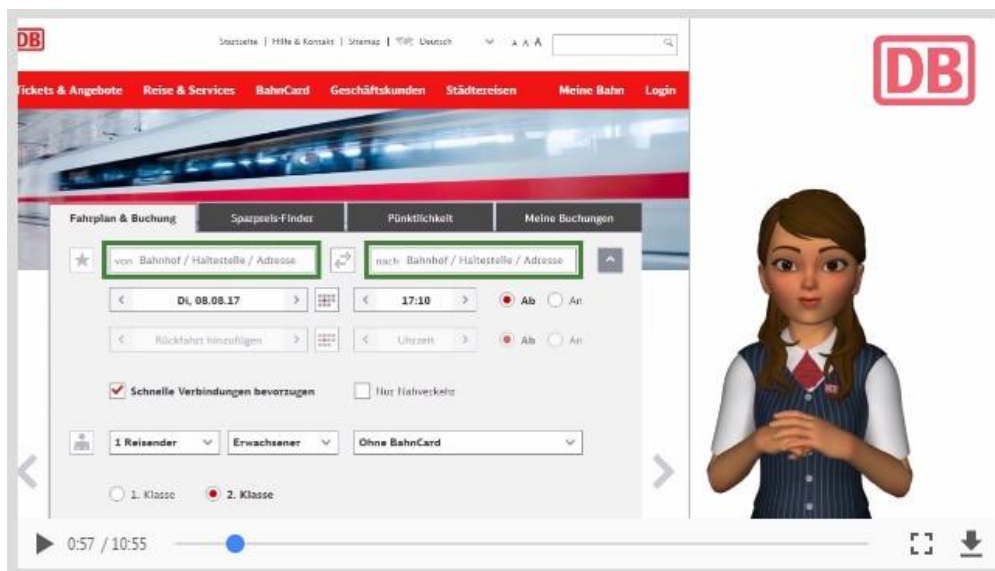 DB
Startseite | Hilfe & Kontakt | Sitemap | Deutsch A A A
DB
Tickets & Angebote Reise & Services BahnCard Geschäftskunden Städtereisen Meine Bahn Login
Fahrplan & Buchung Sparpreis-Finder Pünktlichkeit Meine Buchungen
von Bahnhof / Haltestelle / Adresse nach Bahnhof / Haltestelle / Adresse
Di, 08.08.17 17:10 Ab An
Rückfahrt hinzufügen Uhrzeit Ab An
Schnelle Verbindungen bevorzugen Nur Nahverkehr
1 Reisender Erwachsener Ohne BahnCard
1. Klasse 2. Klasse
0:57 / 10:55